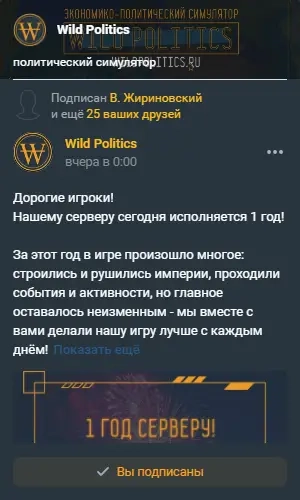 ЭКОНОМИКО-ПОЛИТИЧЕСКИЙ СИМУЛЯТОР
WILD POLITICS
Wild Politics
WILDPOLITICS.RU
политический симулятор
Подписан В. Жириновский
и ещё 25 ваших друзей
Wild Politics
вчера в 0:00
Дорогие игроки!
Нашему серверу сегодня исполняется 1 год!
За этот год в игре произошло многое:
строились и рушились империи, проходили
события и активности, но главное
оставалось неизменным - мы вместе с
вами делали нашу игру лучше с каждым
днём! Показать ещё
1 ГОД СЕРВЕРУ!
Вы подписаны